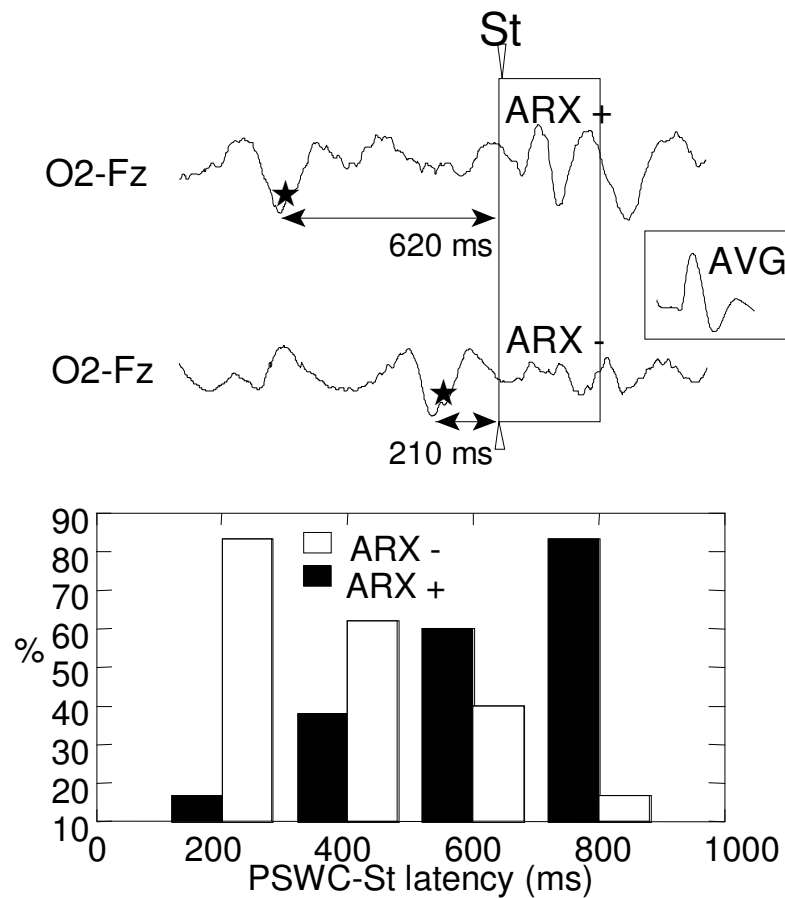 St
ARX +
O2-Fz
620 ms
AVG
ARX -
O2-Fz
210 ms
90
80
70
60
50
40
30
20
10
%
ARX -
ARX +
0 200 400 600 800 1000
PSWC-St latency (ms)